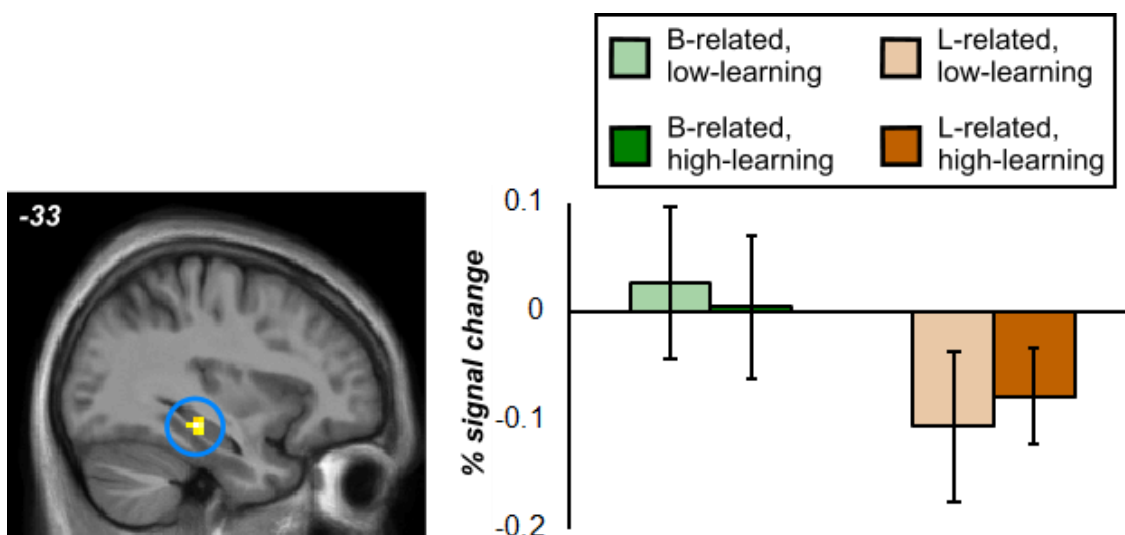 B-related,
low-learning
L-related,
low-learning
B-related,
high-learning
L-related,
high-learning
-33
% signal change
0.1
0
-0.1
-0.2